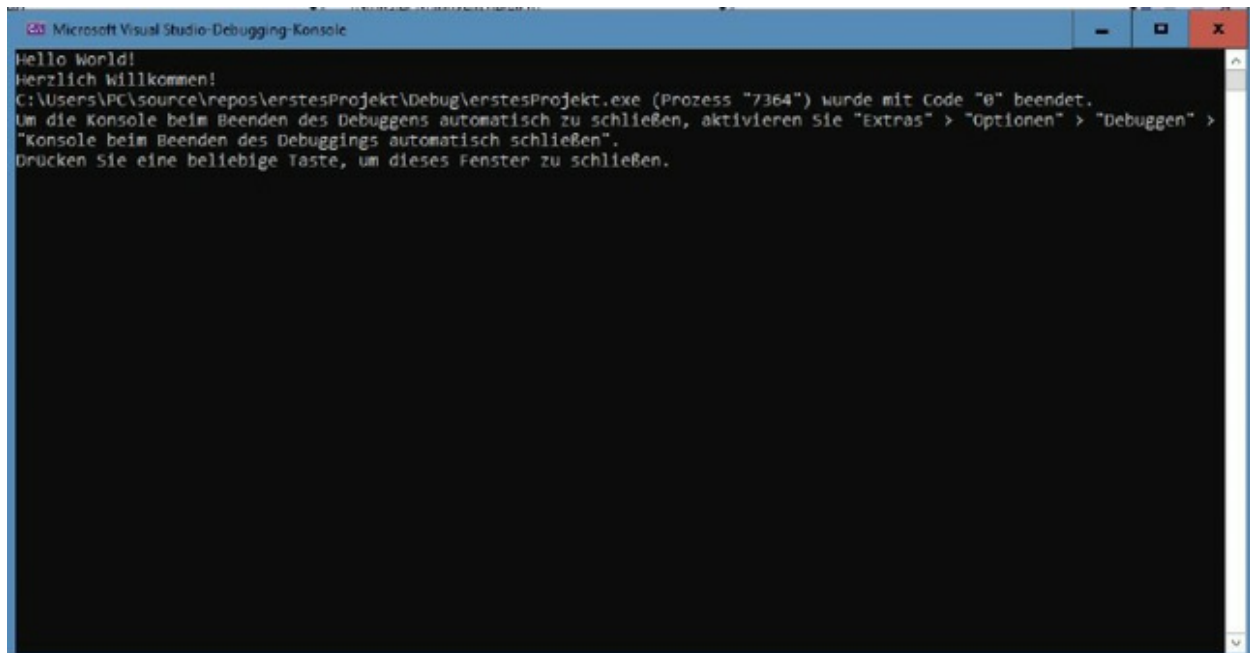 Microsoft Visual Studio-Debugging-Konsole
Hello World!
Herzlich Willkommen!
C:\Users\PC\source\repos\erstesProjekt\Debug\erstesProjekt.exe (Prozess "7364") wurde mit Code "0" beendet.
Um die Konsole beim Beenden des Debuggens automatisch zu schließen, aktivieren Sie "Extras" > "Optionen" > "Debuggen" >
"Konsole beim Beenden des Debuggings automatisch schließen".
Drücken Sie eine beliebige Taste, um dieses Fenster zu schließen.